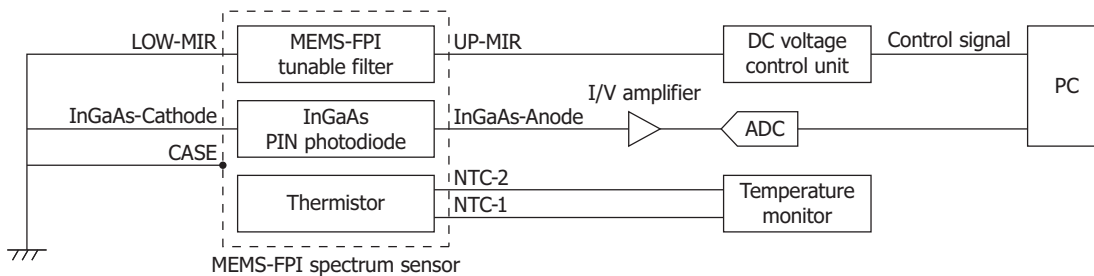 LOW-MIR
MEMS-FPI
tunable filter
UP-MIR
DC voltage
control unit
Control signal
PC
I/V amplifier
InGaAs-Cathode
InGaAs
PIN photodiode
InGaAs-Anode
ADC
CASE
Thermistor
NTC-2
NTC-1
Temperature
monitor
MEMS-FPI spectrum sensor